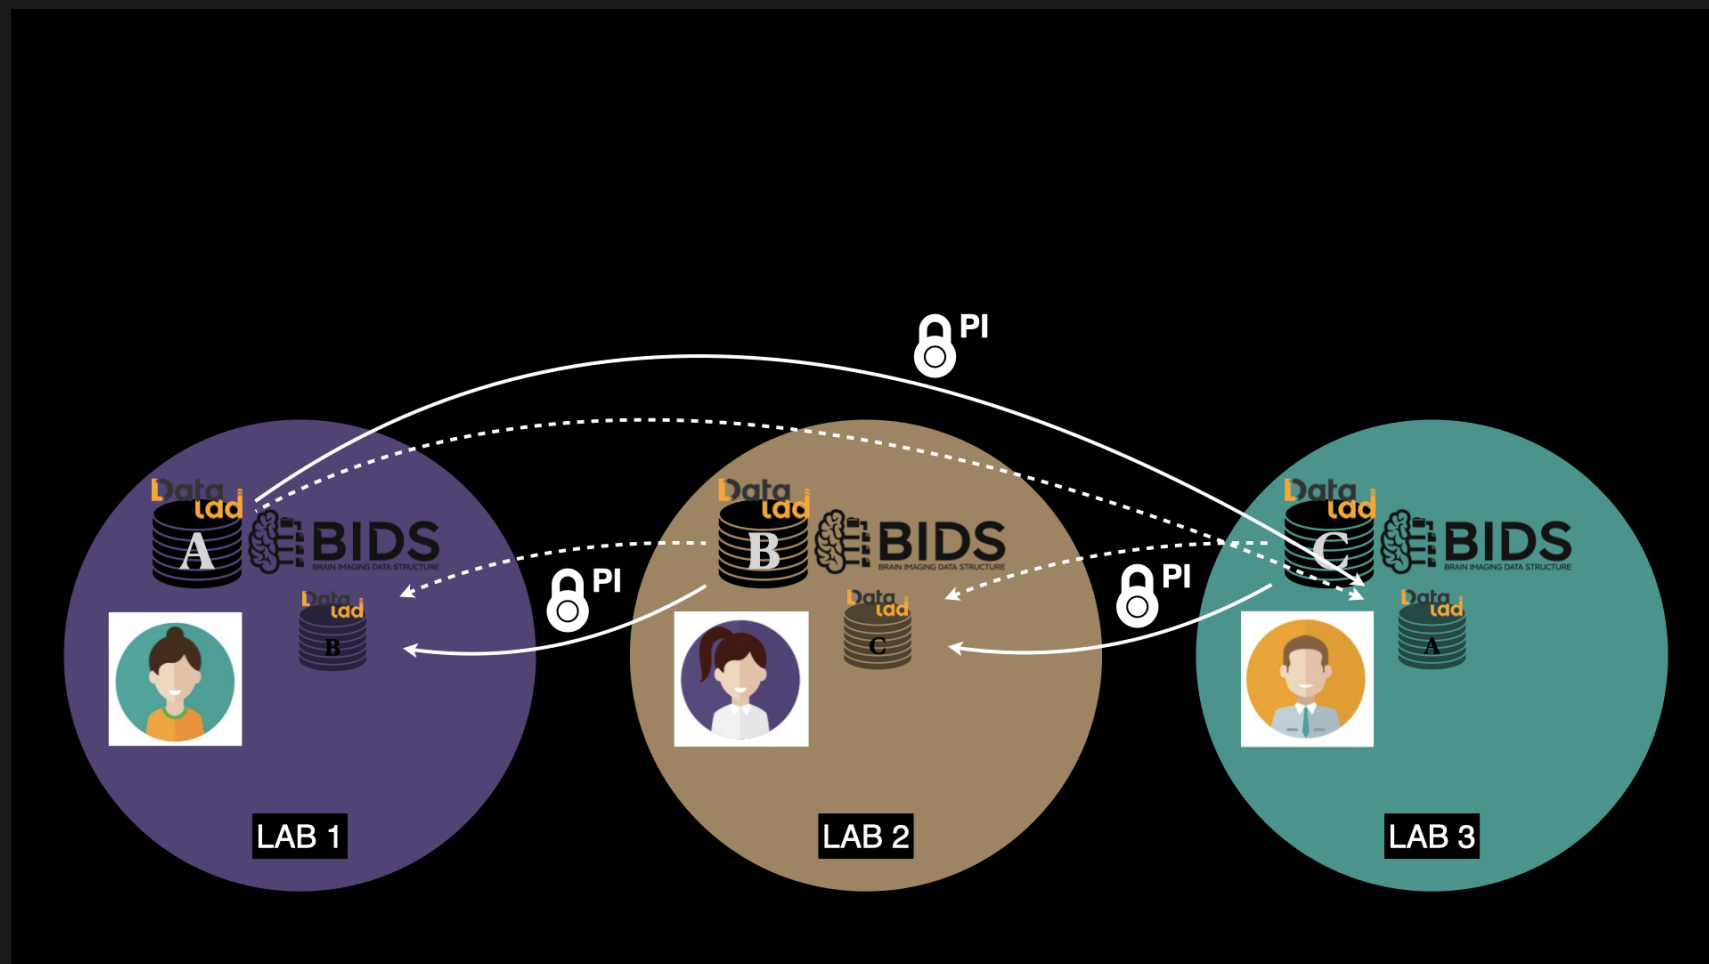 PI
Data
lad
A
BIDS
BRAIN IMAGING DATA STRUCTURE
Data
lad
B
LAB 1
PI
Data
lad
B
BIDS
BRAIN IMAGING DATA STRUCTURE
Data
lad
C
LAB 2
PI
Data
lad
C
BIDS
BRAIN IMAGING DATA STRUCTURE
Data
lad
A
LAB 3